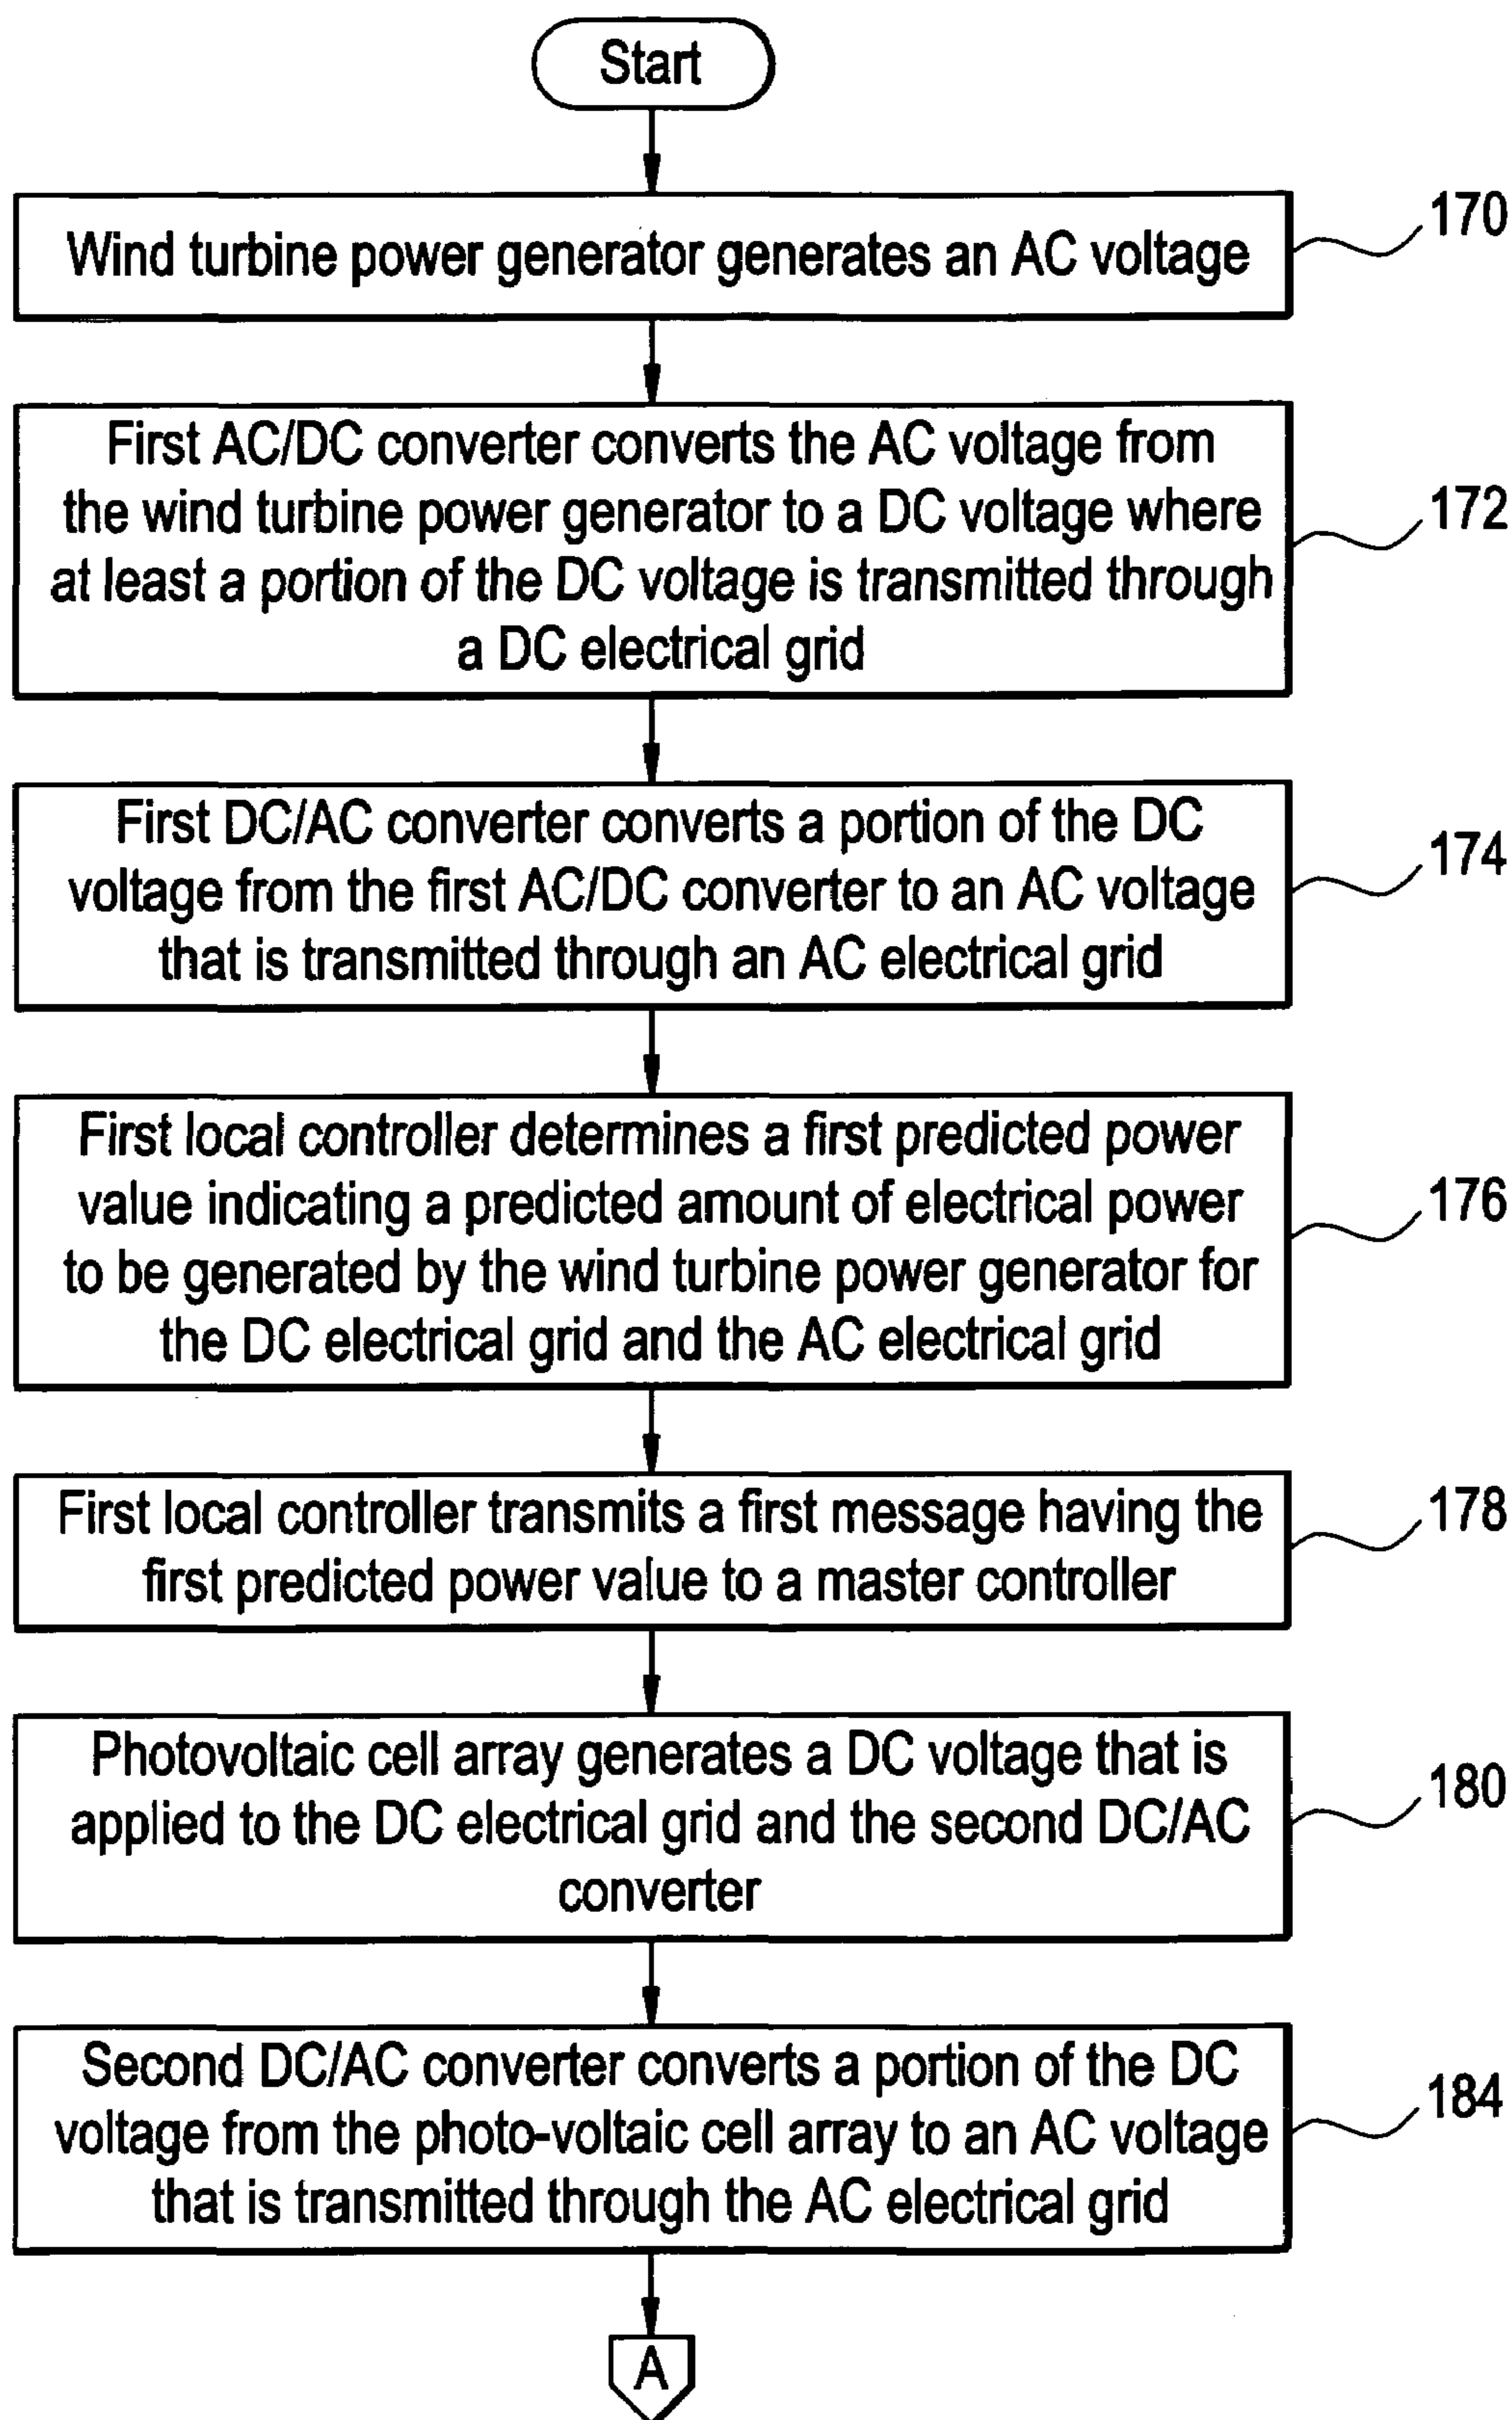 Start
Wind turbine power generator generates an AC voltage
170
First AC/DC converter converts the AC voltage from
the wind turbine power generator to a DC voltage where
at least a portion of the DC voltage is transmitted through
a DC electrical grid
172
First DC/AC converter converts a portion of the DC
voltage from the first AC/DC converter to an AC voltage
that is transmitted through an AC electrical grid
174
First local controller determines a first predicted power
value indicating a predicted amount of electrical power
to be generated by the wind turbine power generator for
the DC electrical grid and the AC electrical grid
176
First local controller transmits a first message having the
first predicted power value to a master controller
178
Photovoltaic cell array generates a DC voltage that is
applied to the DC electrical grid and the second DC/AC
converter
180
Second DC/AC converter converts a portion of the DC
voltage from the photo-voltaic cell array to an AC voltage
that is transmitted through the AC electrical grid
184
A